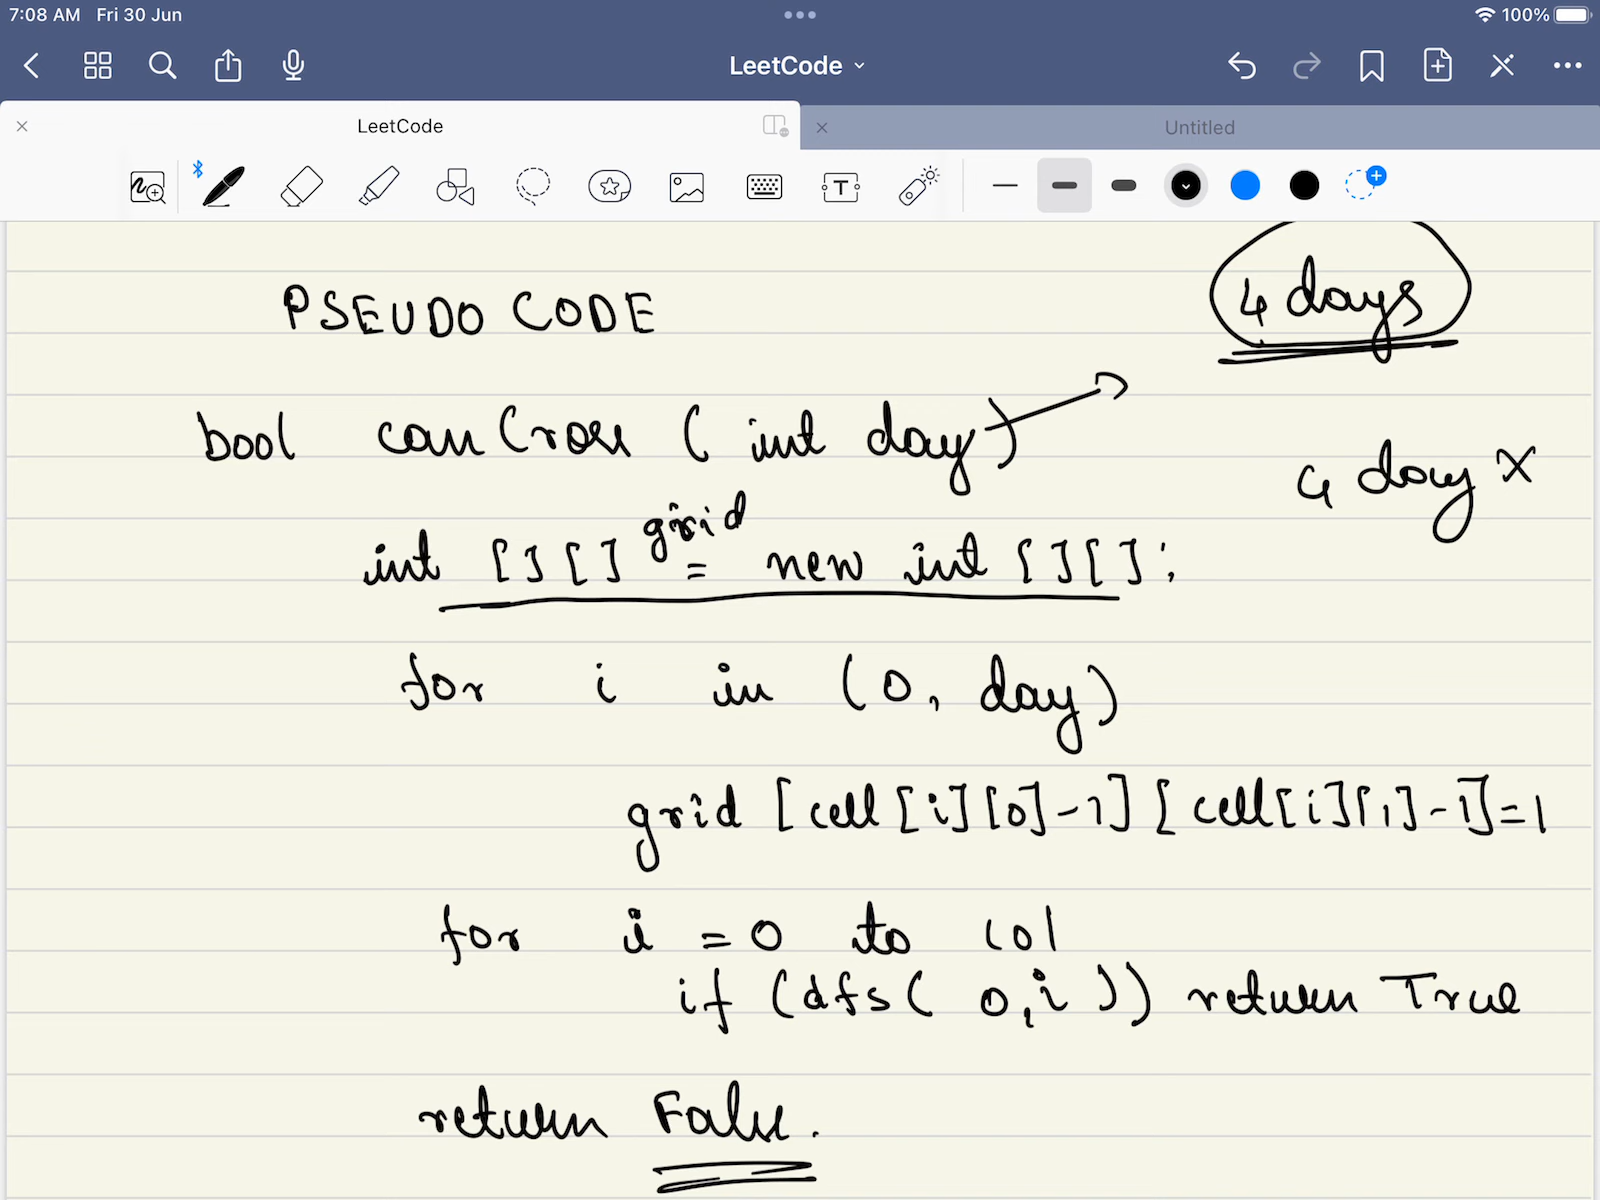 7:08 AM Fri 30 Jun
100%
LeetCode
LeetCode
Untitled
T
4 days
PSEUDO CODE
bool canCross ( int day )
4 day x
int [][] grid = new int [][];
for i in (0, day)
grid [cell[i][0]-1] [cell[i][1]-1]=1
for i = 0 to col
if (dfs( 0,i )) return True
return False.